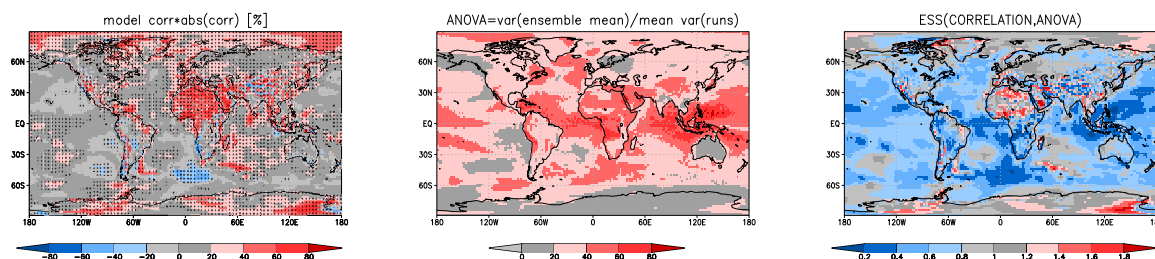 model corr*abs(corr) [%]
60N
30N
EQ
30S
60S
180 120W 60W 0 60E 120E 180
-80 -60 -40 -20 0 20 40 60 80
ANOVA=var(ensemble mean)/mean var(runs)
60N
30N
EQ
30S
60S
180 120W 60W 0 60E 120E 180
0 20 40 60 80
ESS(CORRELATION,ANOVA)
60N
30N
EQ
30S
60S
180 120W 60W 0 60E 120E 180
0.2 0.4 0.6 0.8 1 1.2 1.4 1.6 1.8